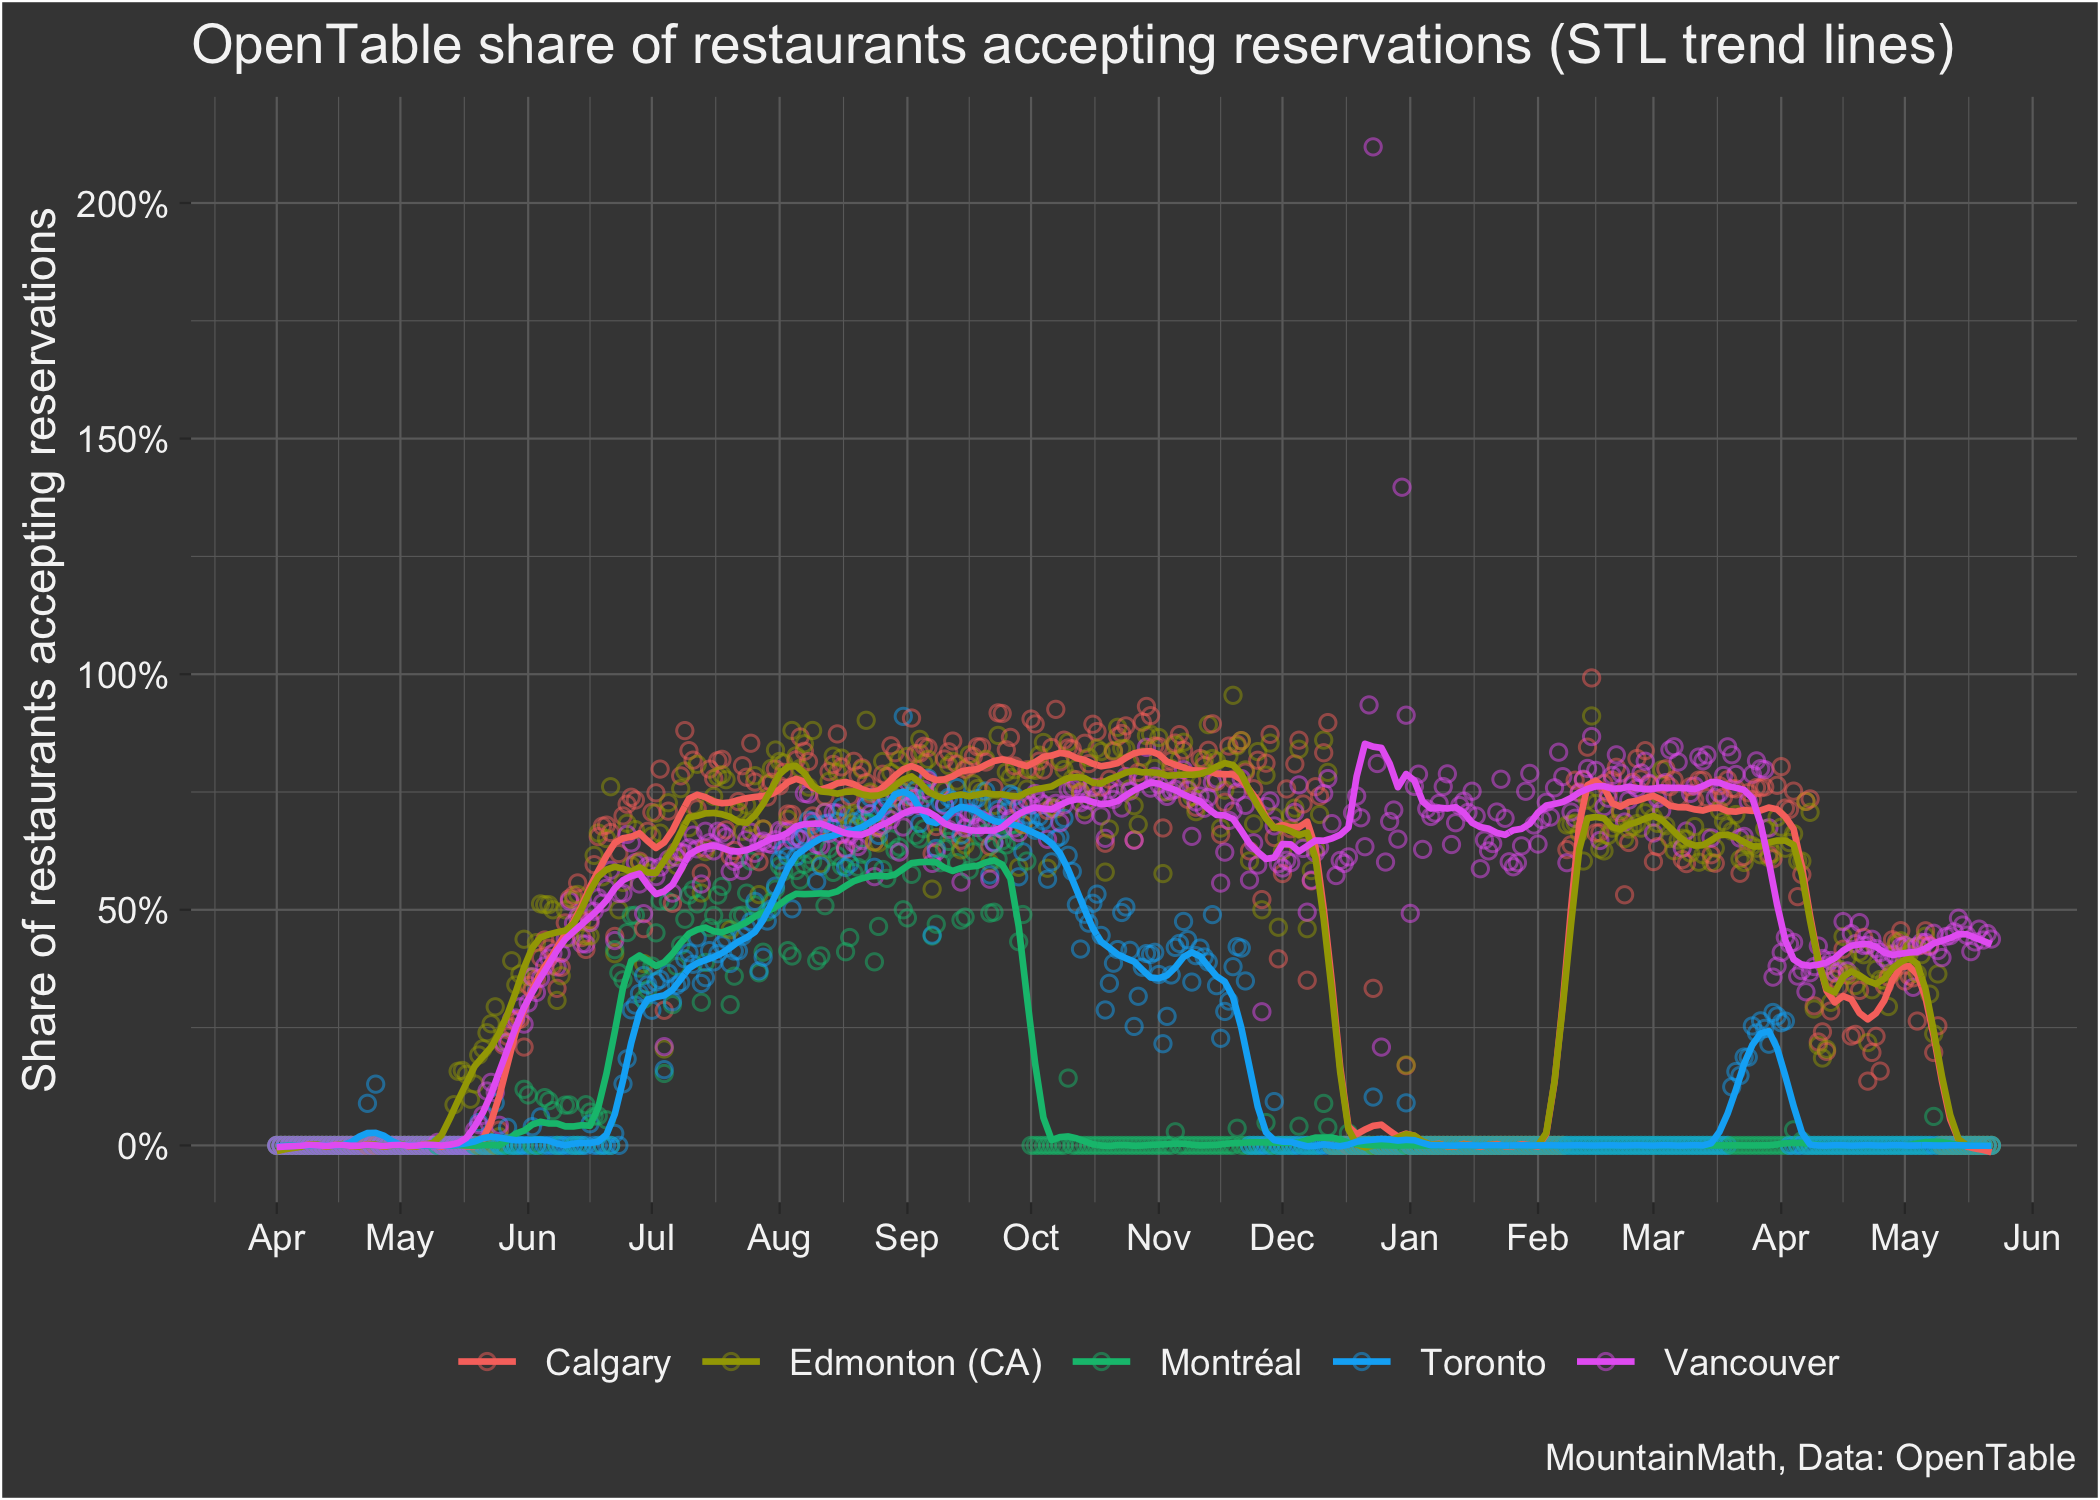 OpenTable share of restaurants accepting reservations (STL trend lines)
Share of restaurants accepting reservations
200%
150%
100%
50%
0%
Apr May Jun Jul Aug Sep Oct Nov Dec Jan Feb Mar Apr May Jun
Calgary Edmonton (CA) Montréal Toronto Vancouver
MountainMath, Data: OpenTable